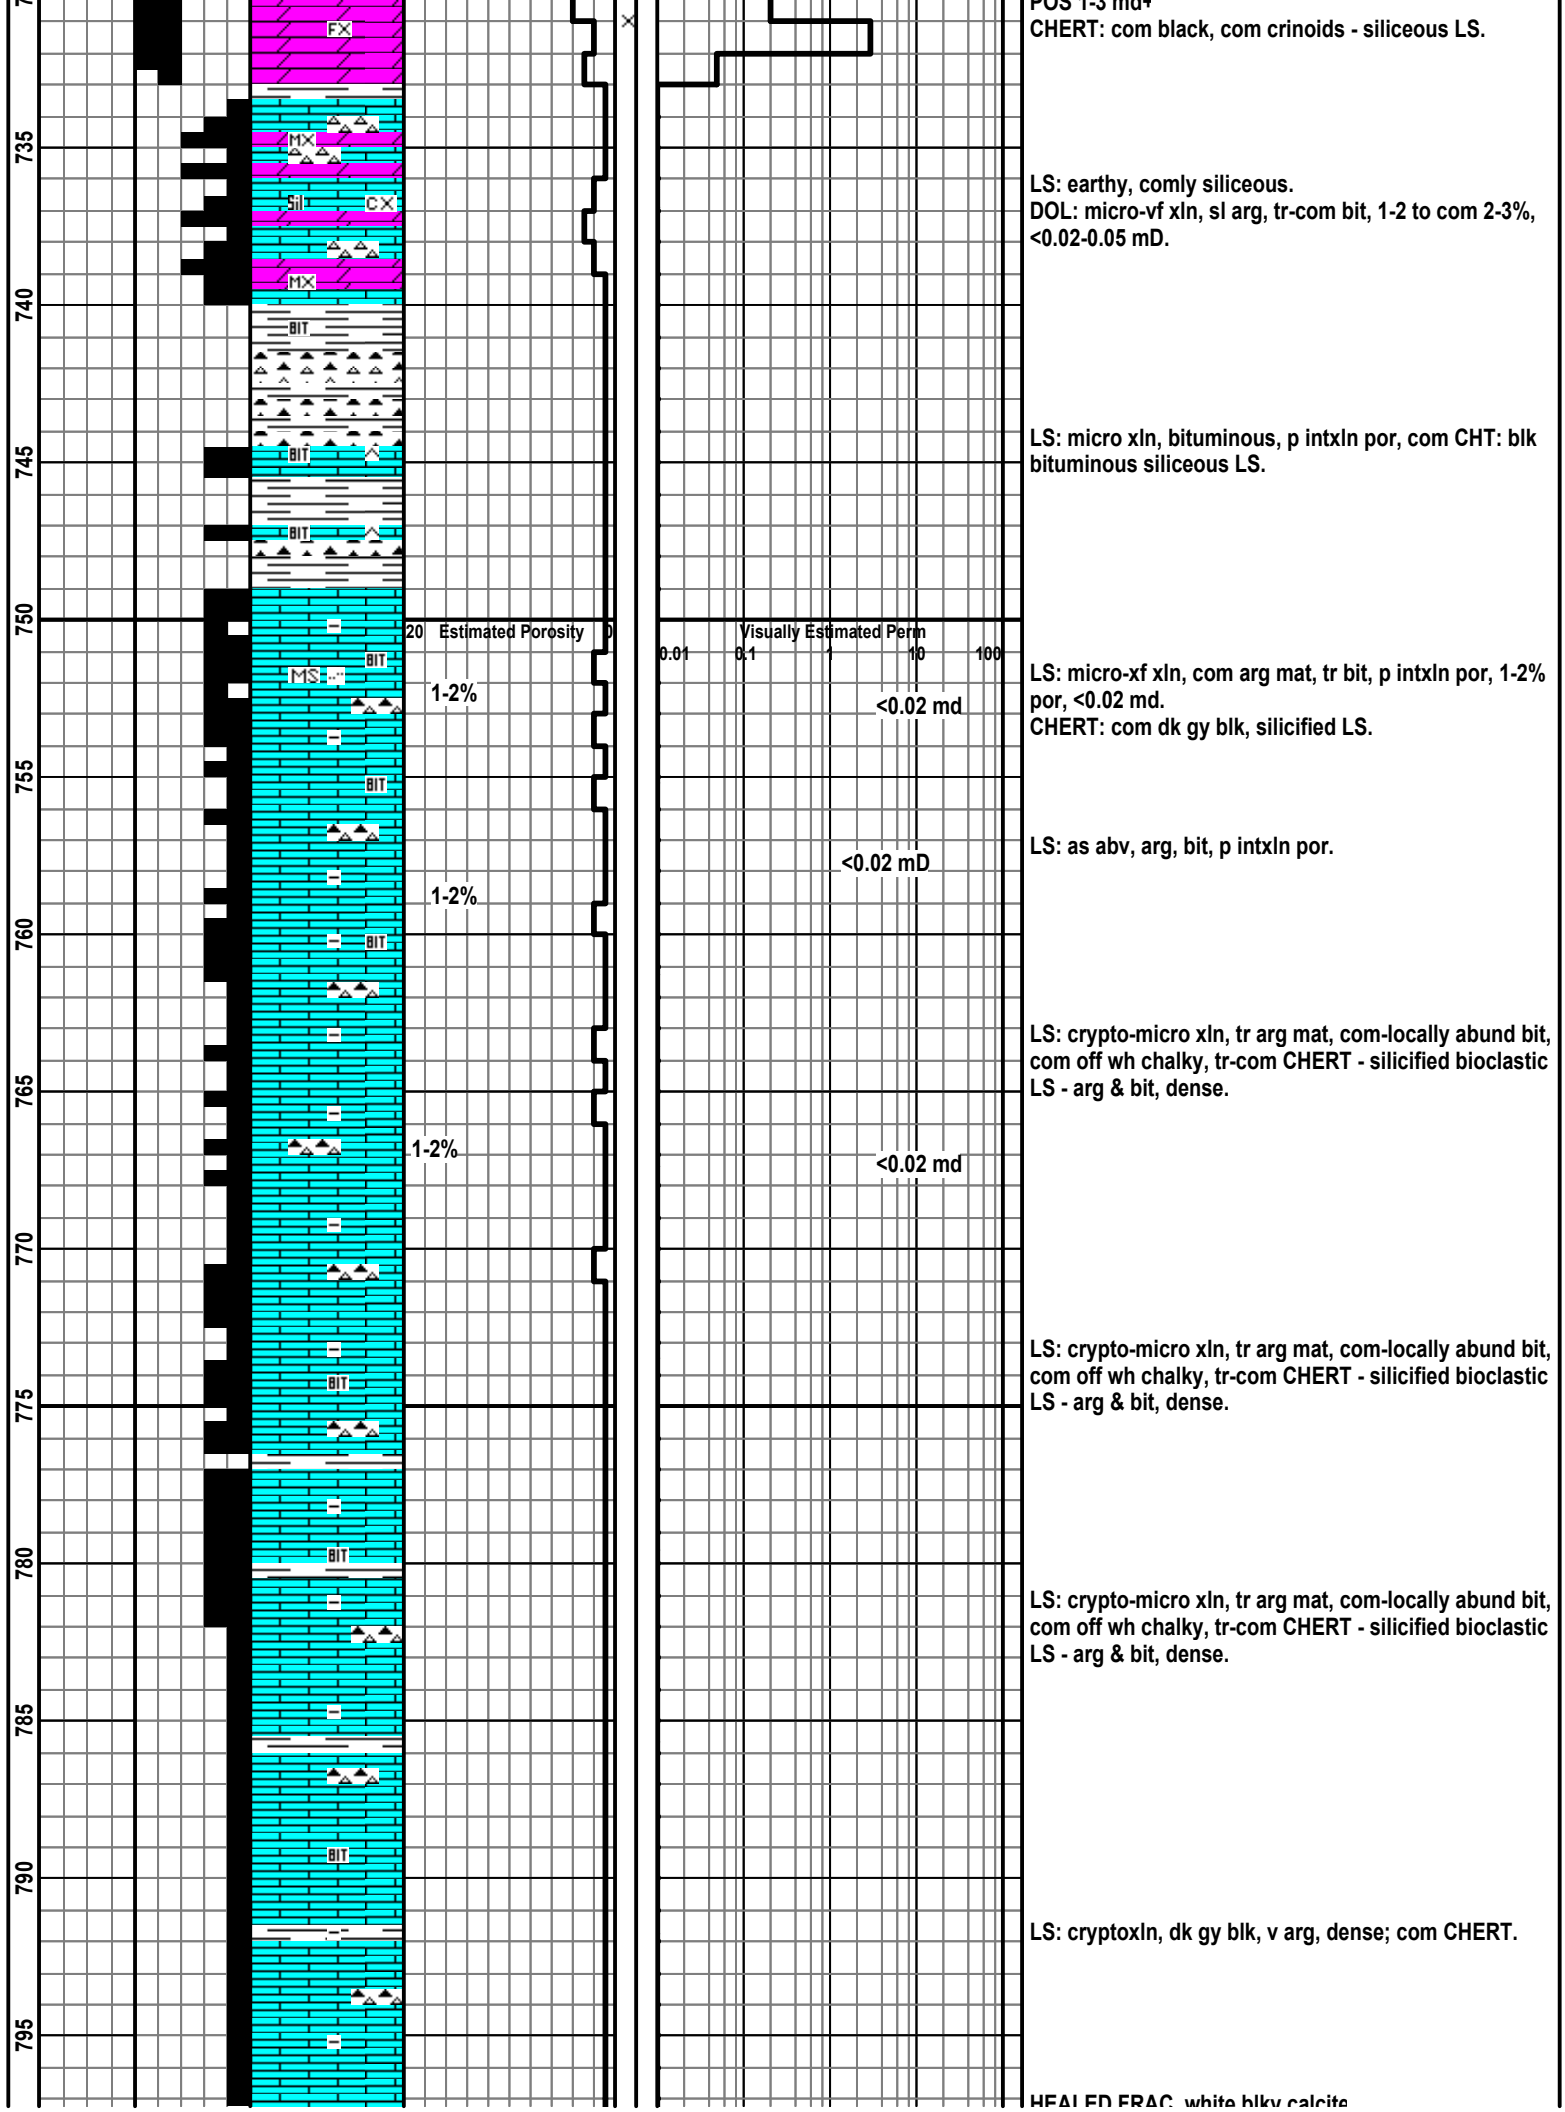 POS 1-3 md
CHERT: com black, com crinoids - siliceous LS.
FX
735
MX
LS: earthy, comly siliceous.
Sil
CX
DOL: micro-vf xln, sl arg, tr-com bit, 1-2 to com 2-3%,
<0.02-0.05 mD.
MX
740
BIT
745
BIT
LS: micro xln, bituminous, p intxln por, com CHT: blk
bituminous siliceous LS.
BIT
750
20 Estimated Porosity 0
Visually Estimated Perm
0.01 0.1 1 10 100
BIT
MS
1-2%
<0.02 md
LS: micro-xf xln, com arg mat, tr bit, p intxln por, 1-2%
por, <0.02 md.
CHERT: com dk gy blk, silicified LS.
755
BIT
LS: as abv, arg, bit, p intxln por.
<0.02 mD
1-2%
760
BIT
LS: crypto-micro xln, tr arg mat, com-locally abund bit,
com off wh chalky, tr-com CHERT - silicified bioclastic
LS - arg & bit, dense.
765
1-2%
<0.02 md
770
LS: crypto-micro xln, tr arg mat, com-locally abund bit,
com off wh chalky, tr-com CHERT - silicified bioclastic
LS - arg & bit, dense.
BIT
775
780
BIT
LS: crypto-micro xln, tr arg mat, com-locally abund bit,
com off wh chalky, tr-com CHERT - silicified bioclastic
LS - arg & bit, dense.
785
BIT
790
LS: cryptoxln, dk gy blk, v arg, dense; com CHERT.
795
HEALED FRAC, white blky calcite